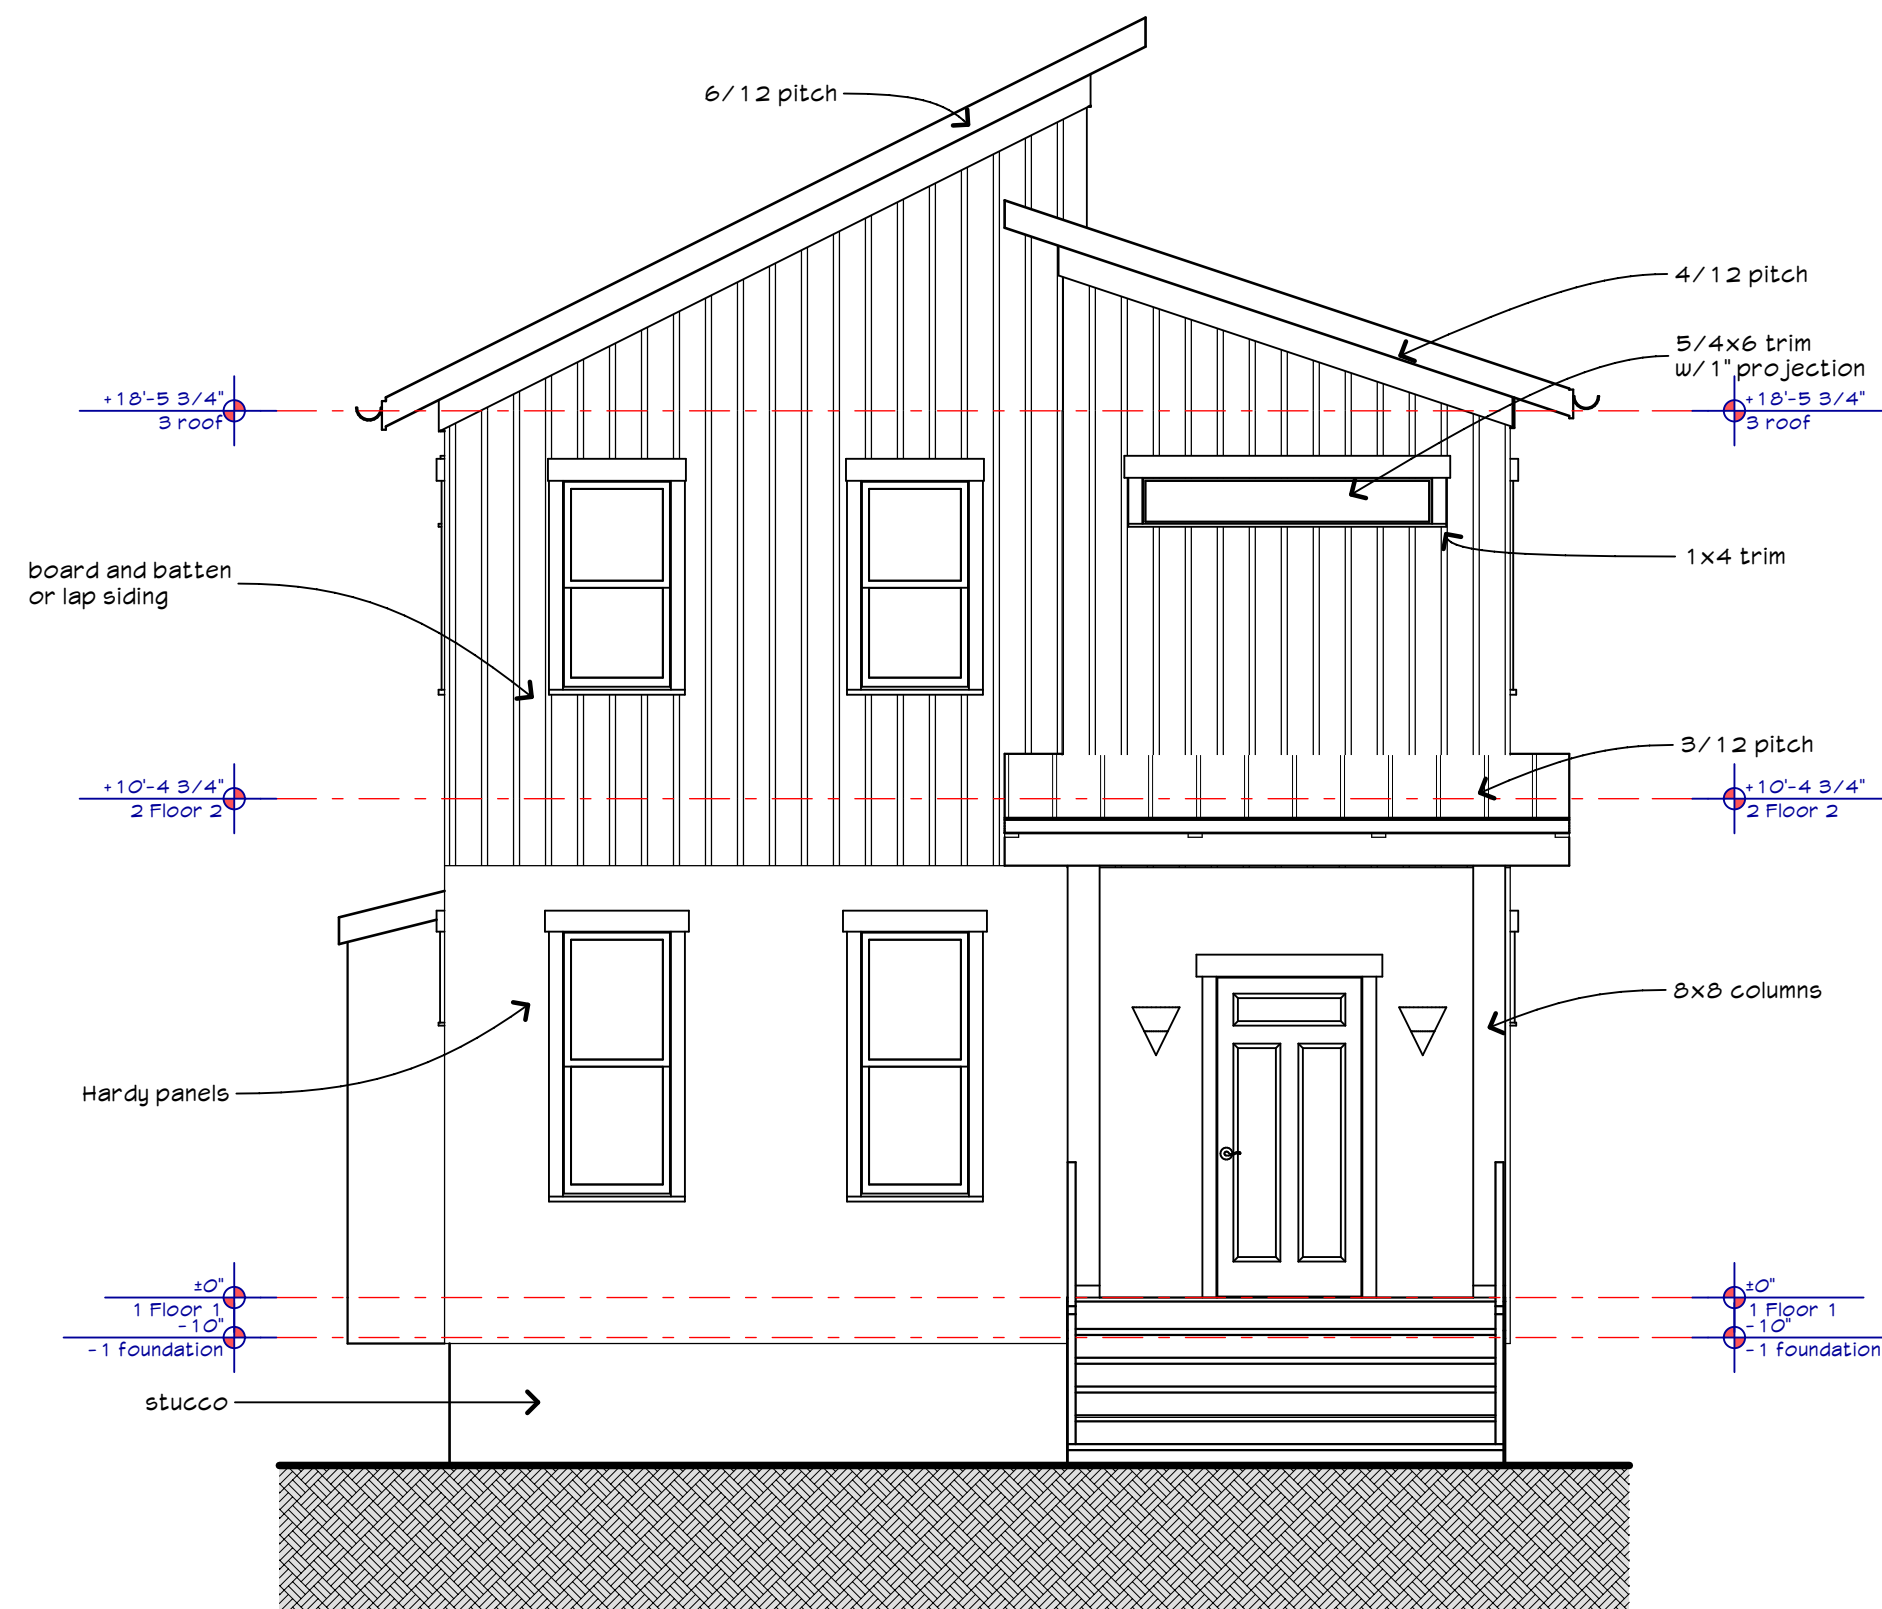 6/12 pitch
4/12 pitch
5/4x6 trim
w/ 1" projection
+18'-5 3/4"
3 roof
+18'-5 3/4"
3 roof
1x4 trim
board and batten
or lap siding
3/12 pitch
+10'-4 3/4"
2 Floor 2
+10'-4 3/4"
2 Floor 2
8x8 columns
Hardy panels
±0"
1 Floor 1
-10"
-1 foundation
±0"
1 Floor 1
-10"
-1 foundation
stucco